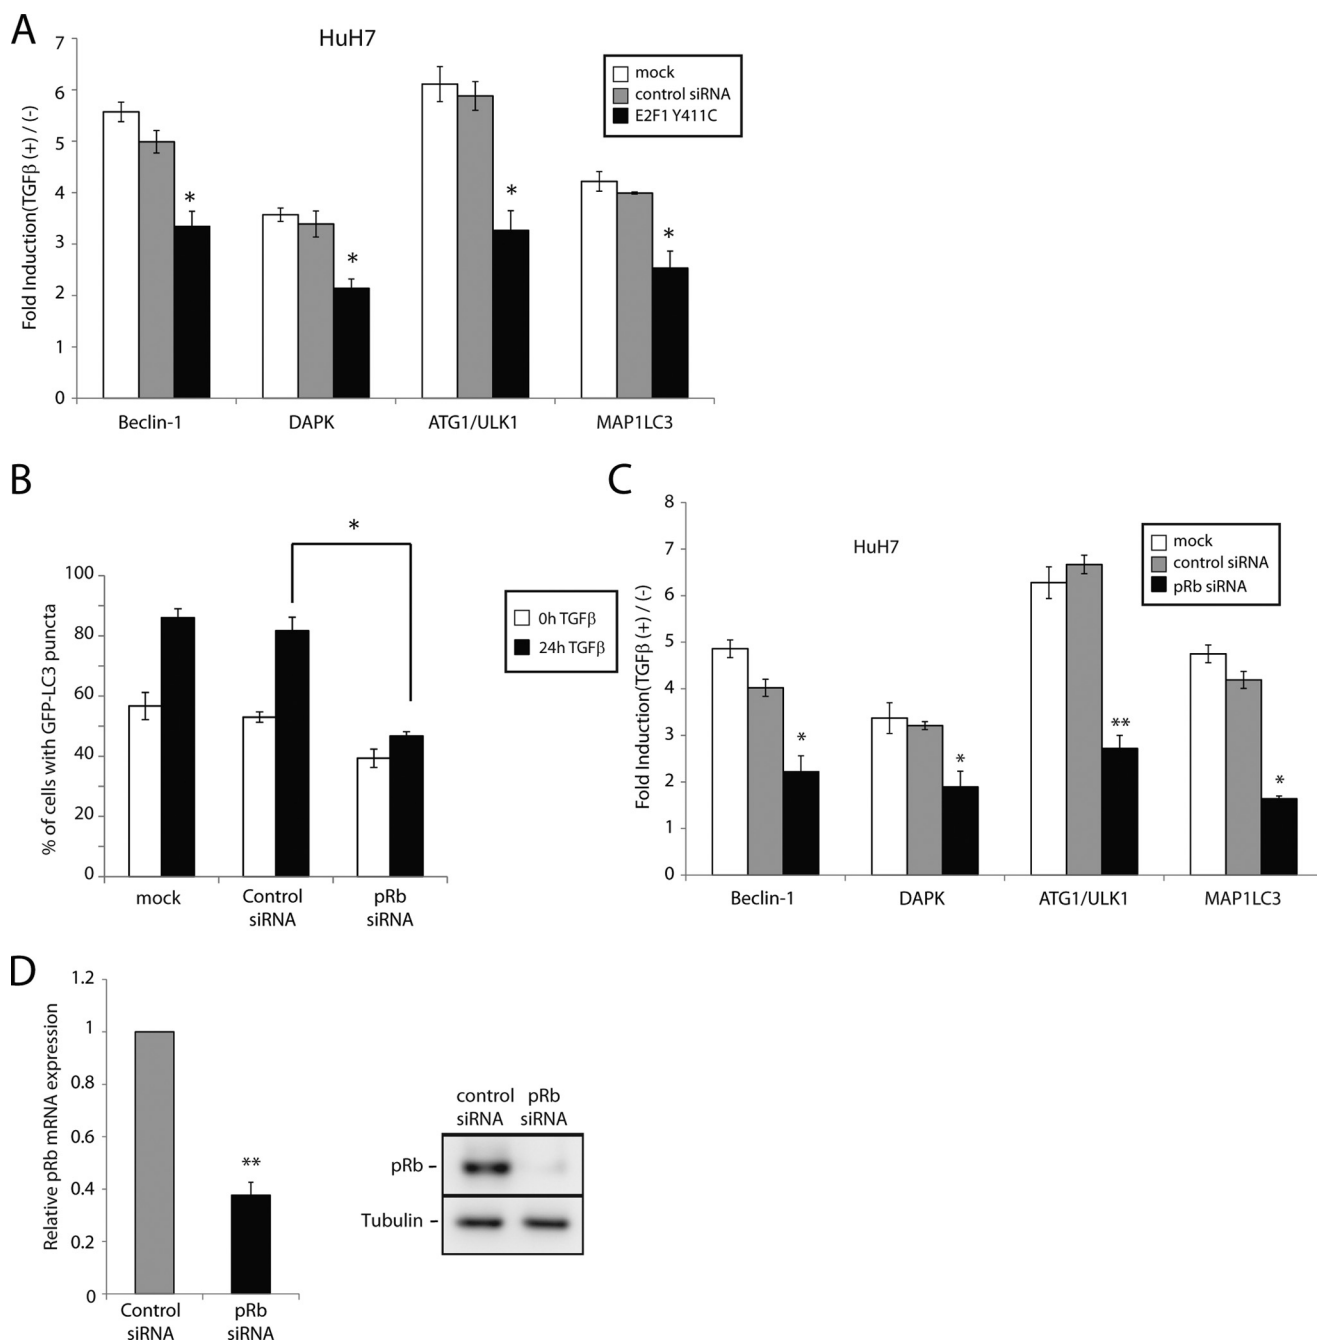 A
HuH7
Fold Induction(TGFβ (+) / (-)
7
6
5
4
3
2
1
0
mock
control siRNA
E2F1 Y411C
*
*
*
*
Beclin-1
DAPK
ATG1/ULK1
MAP1LC3
B
% of cells with GFP-LC3 puncta
100
80
60
40
20
0
*
0h TGFβ
24h TGFβ
mock
Control
siRNA
pRb
siRNA
C
HuH7
Fold Induction(TGFβ (+) / (-)
8
7
6
5
4
3
2
1
0
mock
control siRNA
pRb siRNA
*
*
**
*
Beclin-1
DAPK
ATG1/ULK1
MAP1LC3
D
Relative pRb mRNA expression
1.2
1
0.8
0.6
0.4
0.2
0
**
Control
siRNA
pRb
siRNA
control
siRNA
pRb
siRNA
pRb -
Tubulin -